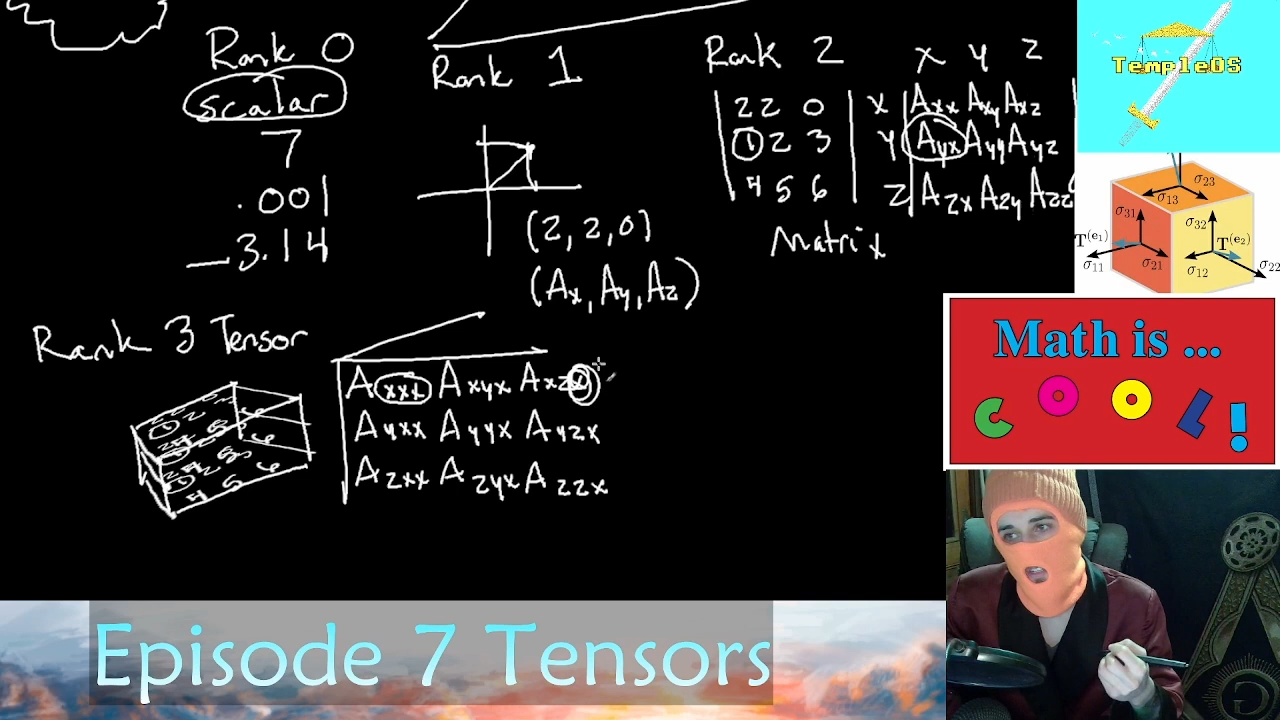 Rank 0
scalar
7
.001
-3.14
Rank 1
(2, 2, 0)
(Ax, Ay, Az)
Rank 2
2 2 0
1 2 3
4 5 6
Matrix
x y z
x Axx Axy Axz
y Ayx Ayy Ayz
z Azx Azy Azz
Rank 3 Tensor
Axxx Axyx Axzx
Ayxx Ayyx Ayzx
Azxx Azyx Azzx
TempleOS
σ23
σ13
σ31
σ32
T(e1)
T(e2)
σ11
σ21
σ12
σ22
Math is ...
COOL!
Episode 7 Tensors
G